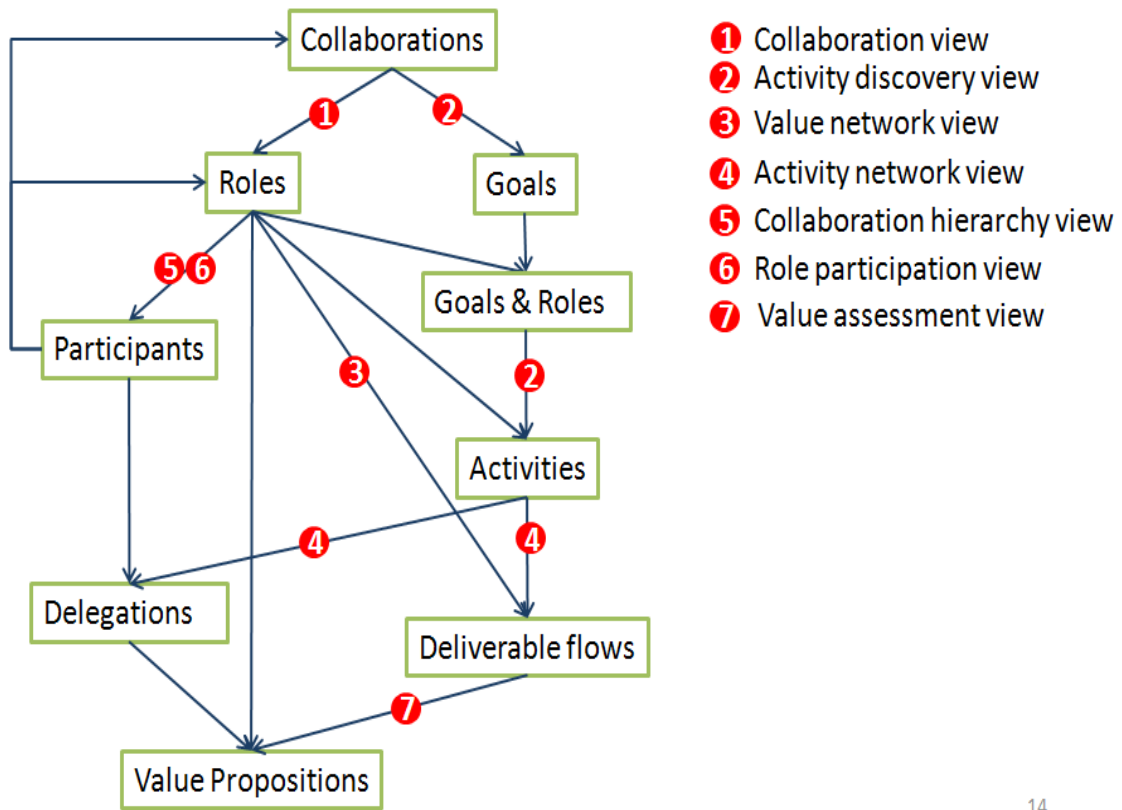 Collaborations
1
2
Roles
Goals
5 6
Goals & Roles
Participants
3
2
Activities
4
4
Delegations
Deliverable flows
7
Value Propositions
1 Collaboration view
2 Activity discovery view
3 Value network view
4 Activity network view
5 Collaboration hierarchy view
6 Role participation view
7 Value assessment view
14